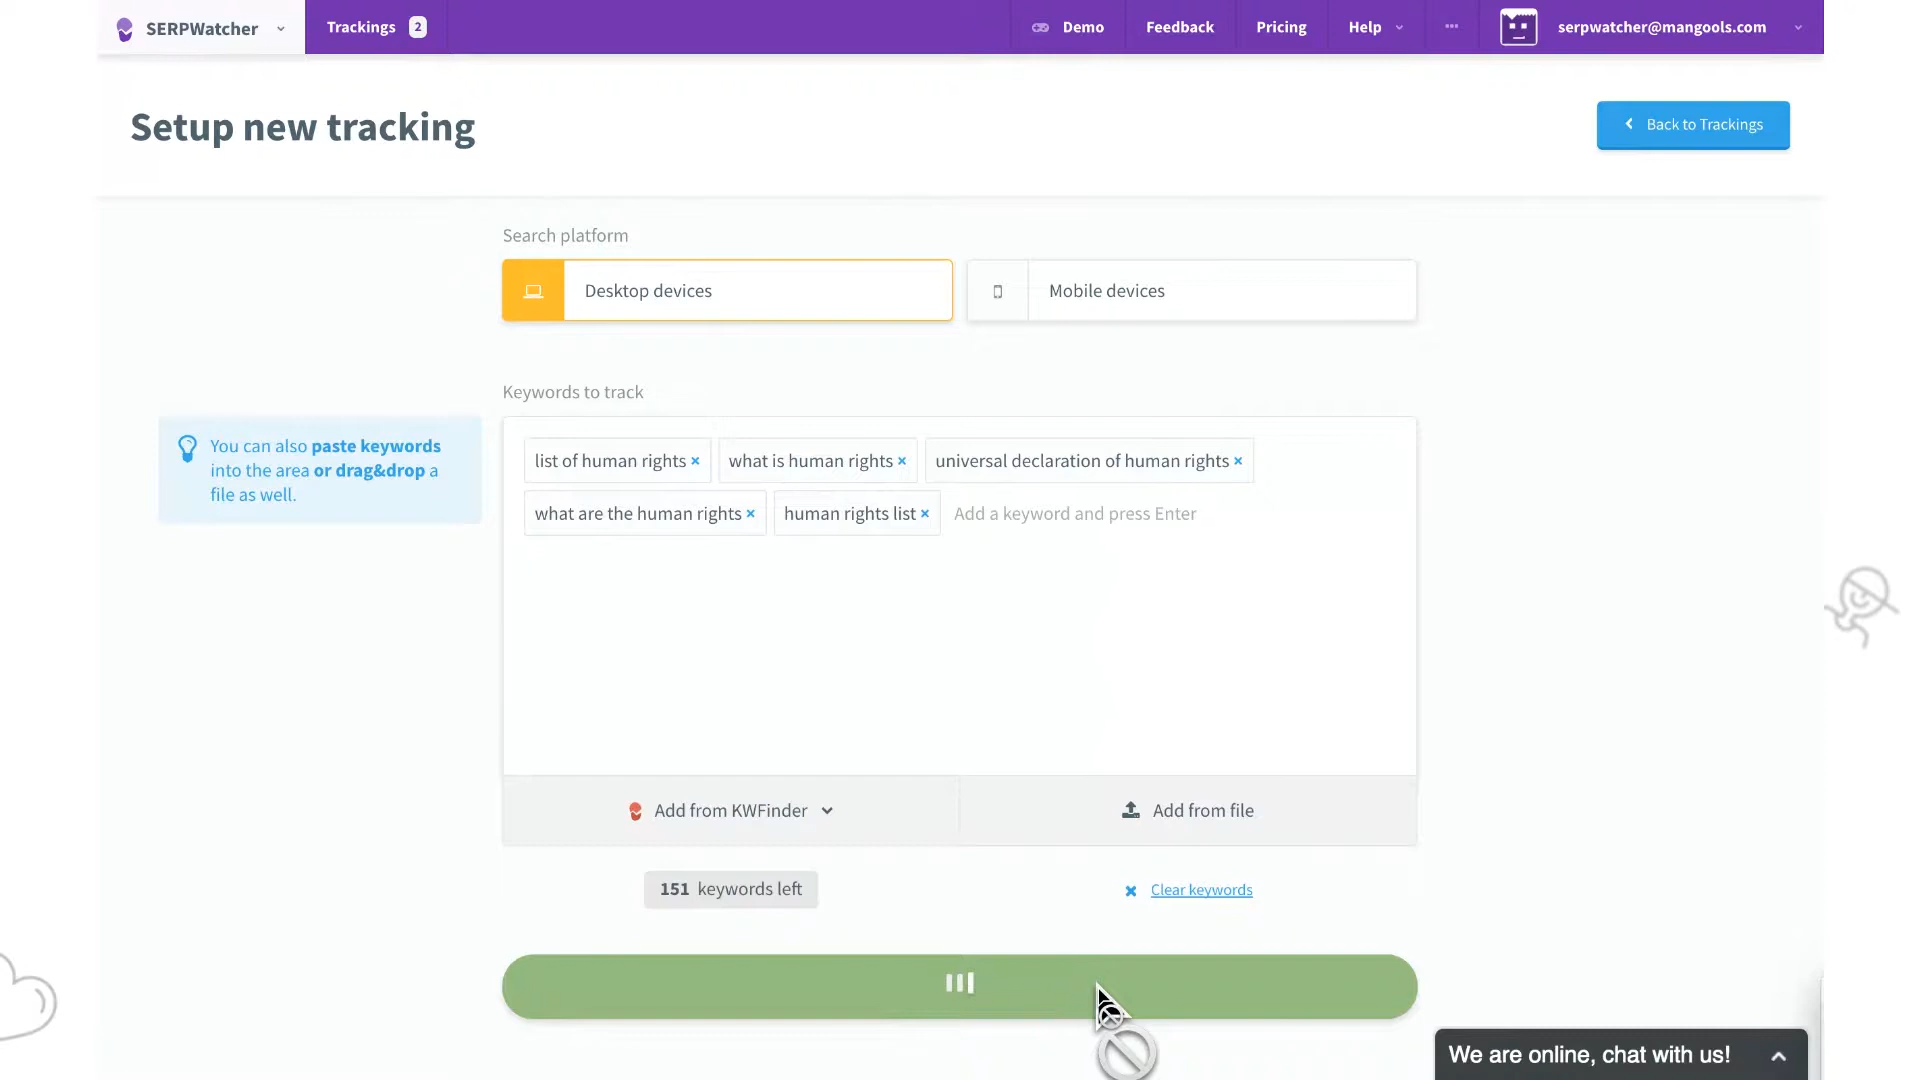 SERPWatcher
Trackings 2
Demo
Feedback
Pricing
Help
serpwatcher@mangools.com
Setup new tracking
Back to Trackings
Search platform
Desktop devices
Mobile devices
Keywords to track
You can also paste keywords
into the area or drag&drop a
file as well.
list of human rights × what is human rights × universal declaration of human rights ×
what are the human rights × human rights list × Add a keyword and press Enter
Add from KWFinder
Add from file
151 keywords left
Clear keywords
We are online, chat with us!